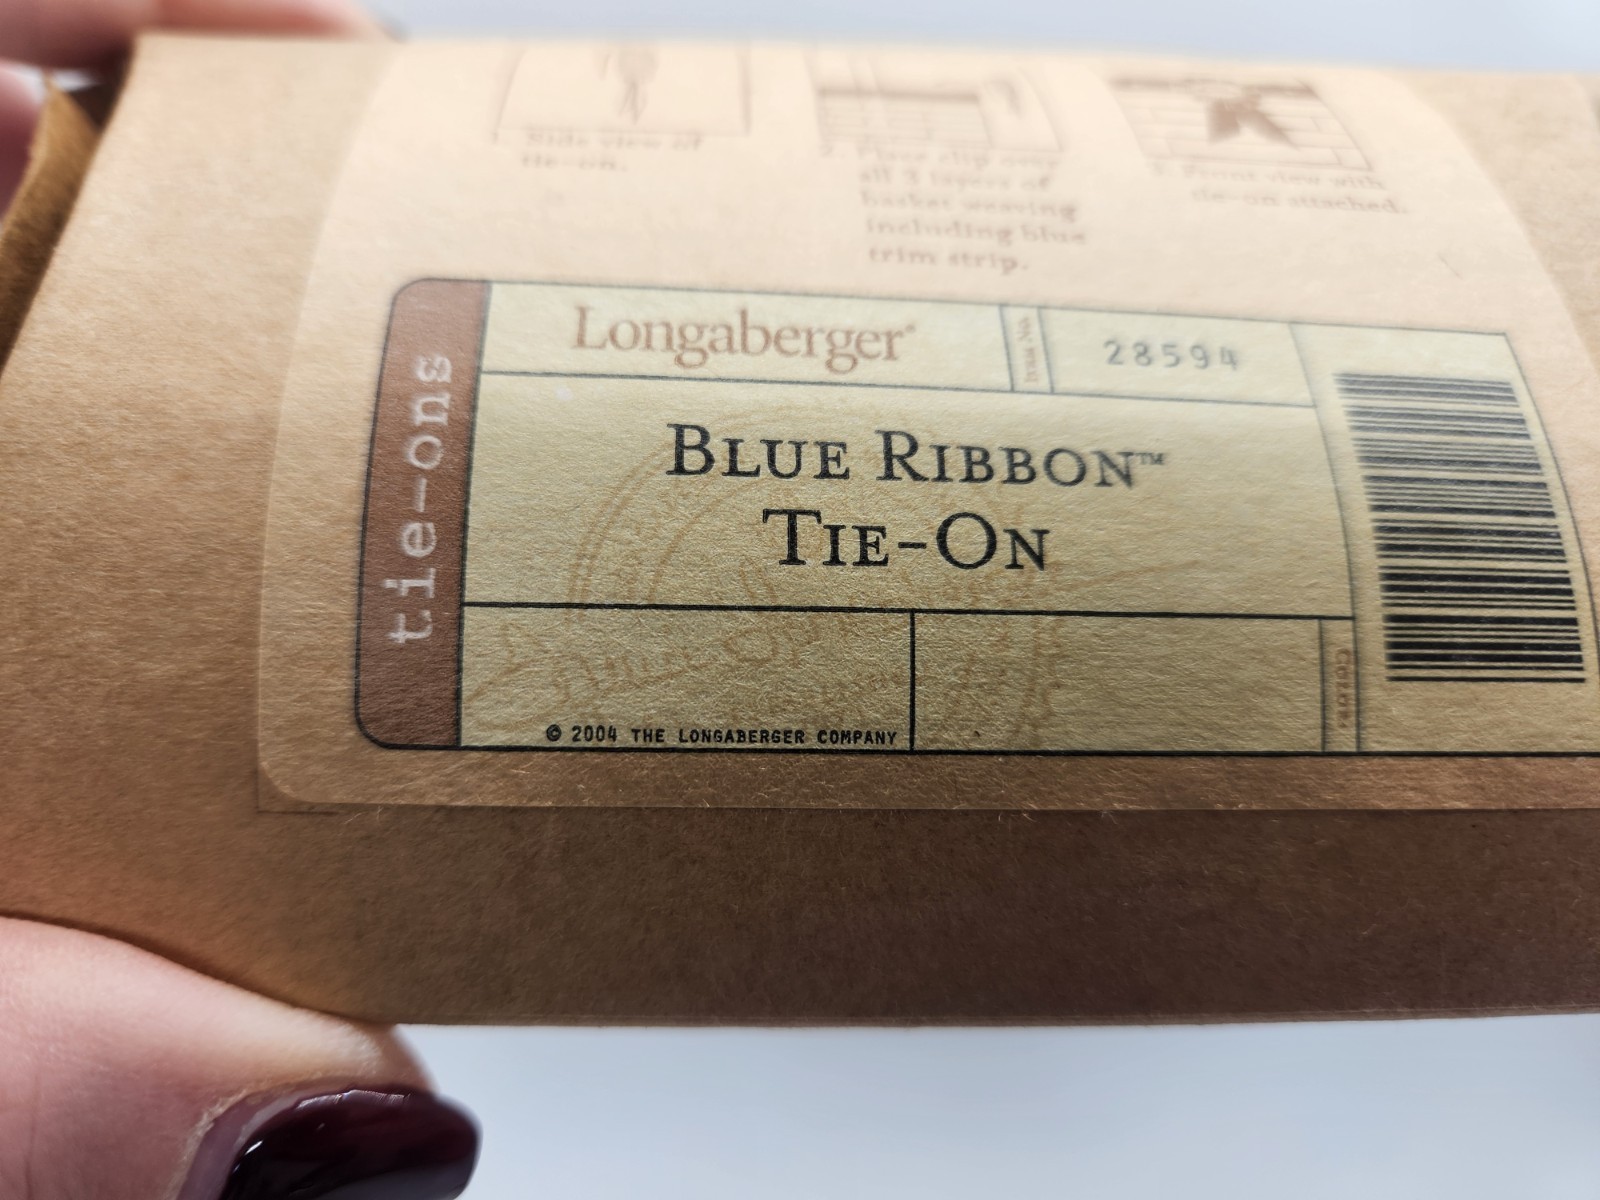 1. Side view of
tie-on.
2. Place clip over
all 3 layers of
basket weaving
including blue
trim strip.
3. Front view with
tie-on attached.
tie-ons
Longaberger®
Item No.
28594
BLUE RIBBON™
TIE-ON
© 2004 THE LONGABERGER COMPANY